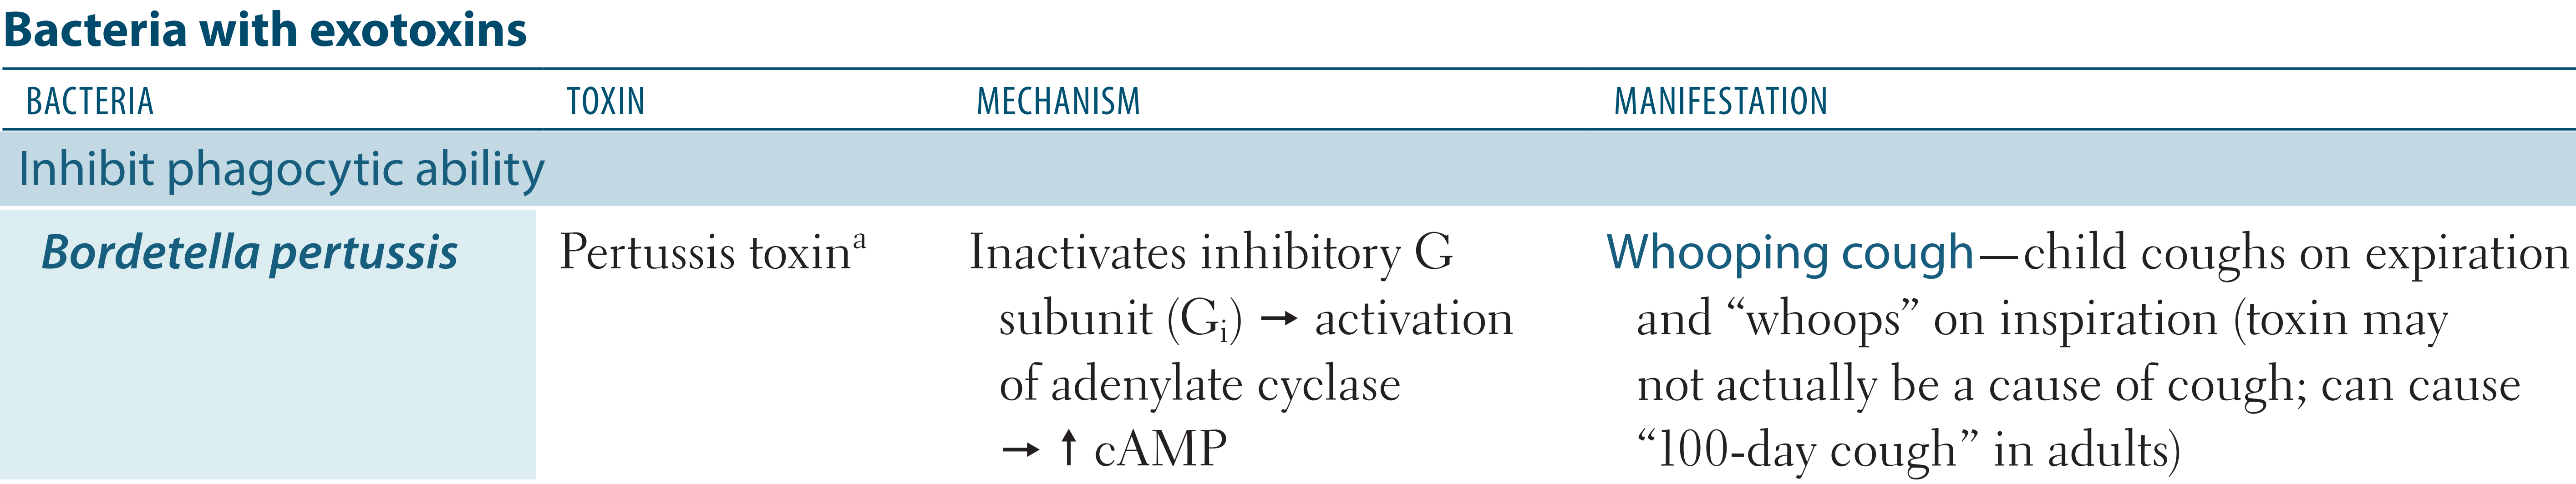 Bacteria with exotoxins
BACTERIA TOXIN MECHANISM MANIFESTATION
Inhibit phagocytic ability
Bordetella pertussis
Pertussis toxinᵃ
Inactivates inhibitory G
subunit (Gᵢ) → activation
of adenylate cyclase
→ ↑ cAMP
Whooping cough—child coughs on expiration
and “whoops” on inspiration (toxin may
not actually be a cause of cough; can cause
“100-day cough” in adults)